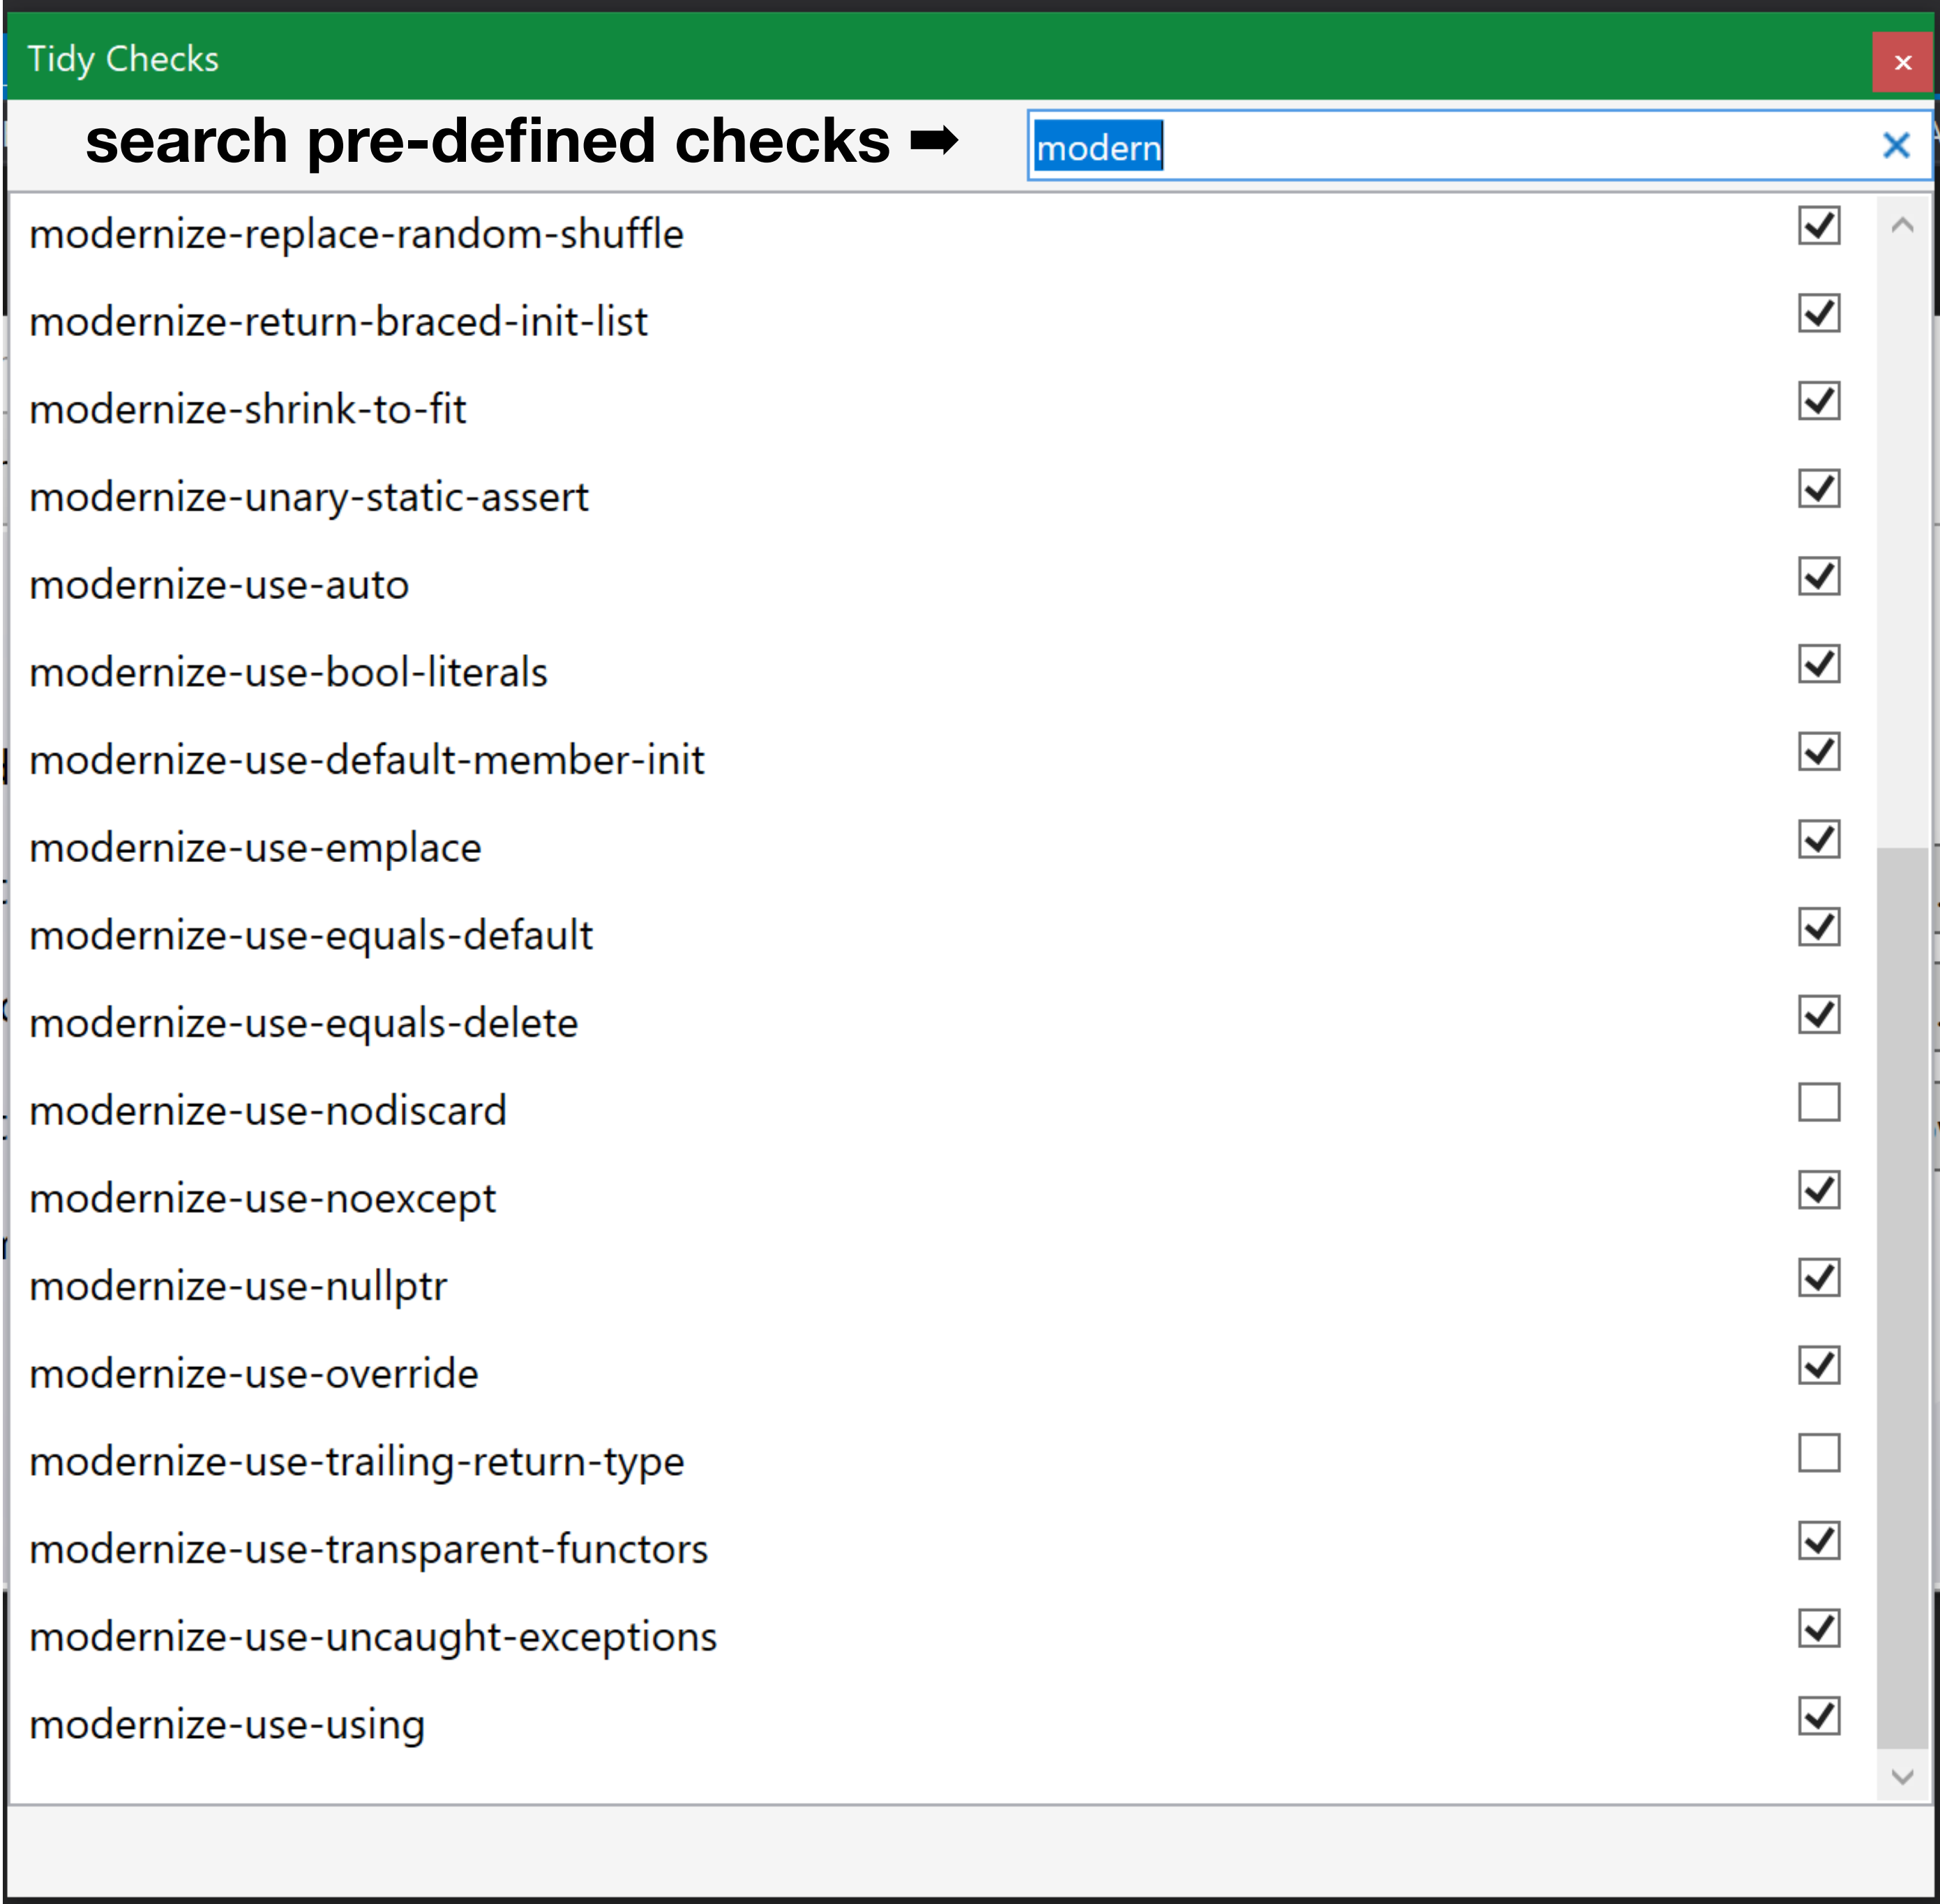 Tidy Checks
search pre-defined checks ➡ modern
modernize-replace-random-shuffle
modernize-return-braced-init-list
modernize-shrink-to-fit
modernize-unary-static-assert
modernize-use-auto
modernize-use-bool-literals
modernize-use-default-member-init
modernize-use-emplace
modernize-use-equals-default
modernize-use-equals-delete
modernize-use-nodiscard
modernize-use-noexcept
modernize-use-nullptr
modernize-use-override
modernize-use-trailing-return-type
modernize-use-transparent-functors
modernize-use-uncaught-exceptions
modernize-use-using